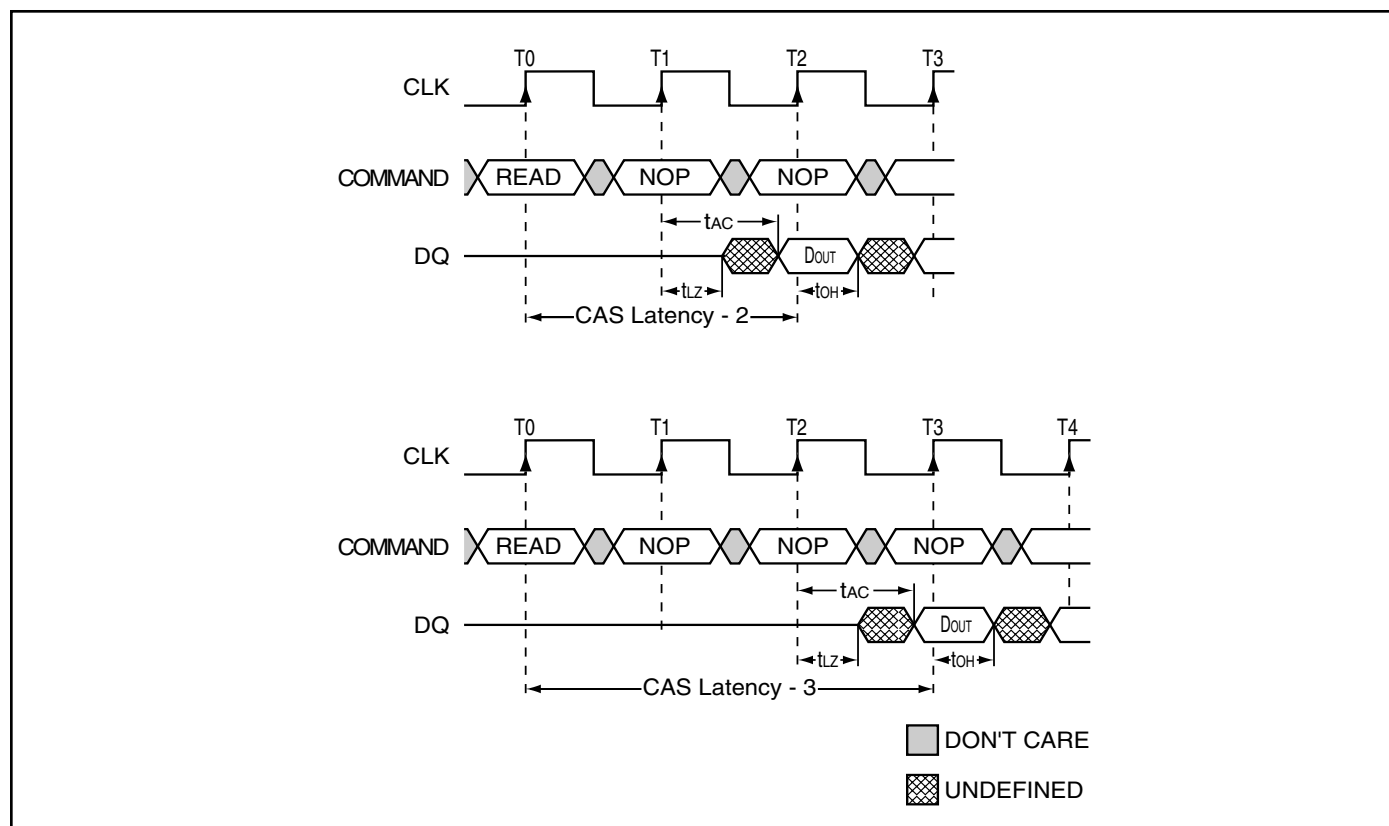 T0 T1 T2 T3
CLK
COMMAND READ NOP NOP
tAC
DQ DOUT
tLZ tOH
CAS Latency - 2
T0 T1 T2 T3 T4
CLK
COMMAND READ NOP NOP NOP
tAC
DQ DOUT
tLZ tOH
CAS Latency - 3
DON'T CARE
UNDEFINED